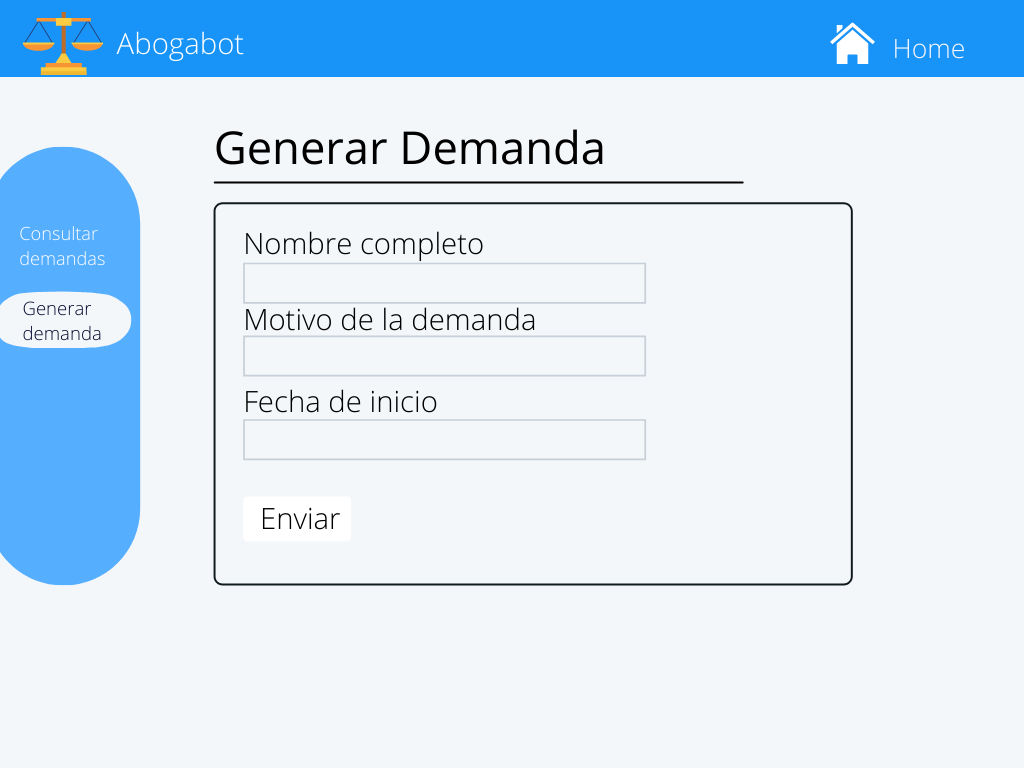 Abogabot
Home
Generar Demanda
Consultar
demandas
Generar
demanda
Nombre completo
Motivo de la demanda
Fecha de inicio
Enviar